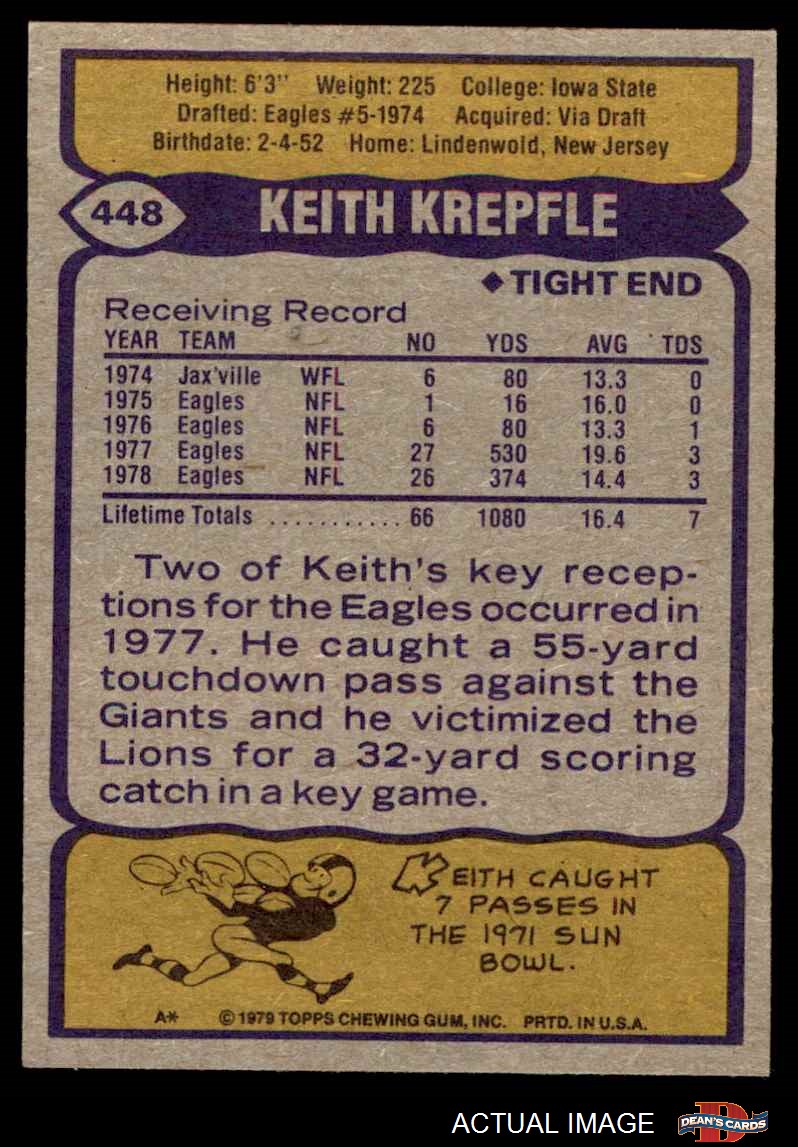 Height: 6'3" Weight: 225 College: Iowa State
Drafted: Eagles #5-1974 Acquired: Via Draft
Birthdate: 2-4-52 Home: Lindenwold, New Jersey
448 KEITH KREPFLE
◆TIGHT END
Receiving Record
YEAR TEAM NO YDS AVG TDS
1974 Jax'ville WFL 6 80 13.3 0
1975 Eagles NFL 1 16 16.0 0
1976 Eagles NFL 6 80 13.3 1
1977 Eagles NFL 27 530 19.6 3
1978 Eagles NFL 26 374 14.4 3
Lifetime Totals ........... 66 1080 16.4 7
Two of Keith's key recep-
tions for the Eagles occurred in
1977. He caught a 55-yard
touchdown pass against the
Giants and he victimized the
Lions for a 32-yard scoring
catch in a key game.
KEITH CAUGHT
7 PASSES IN
THE 1971 SUN
BOWL.
A* ©1979 TOPPS CHEWING GUM, INC. PRTD. IN U.S.A.
ACTUAL IMAGE
D
DEAN'S CARDS